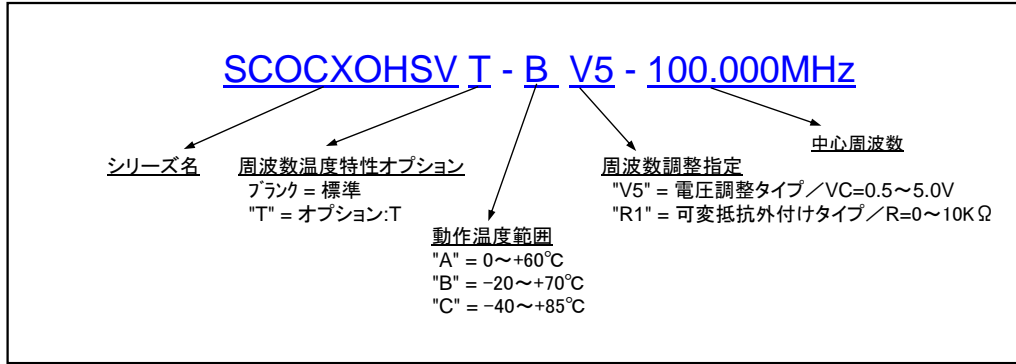 SCOCXOHSV T - B V5 - 100.000MHz
シリーズ名
周波数温度特性オプション
ブランク = 標準
"T" = オプション:T
動作温度範囲
"A" = 0～+60℃
"B" = -20～+70℃
"C" = -40～+85℃
周波数調整指定
"V5" = 電圧調整タイプ／VC=0.5～5.0V
"R1" = 可変抵抗外付けタイプ／R=0～10KΩ
中心周波数